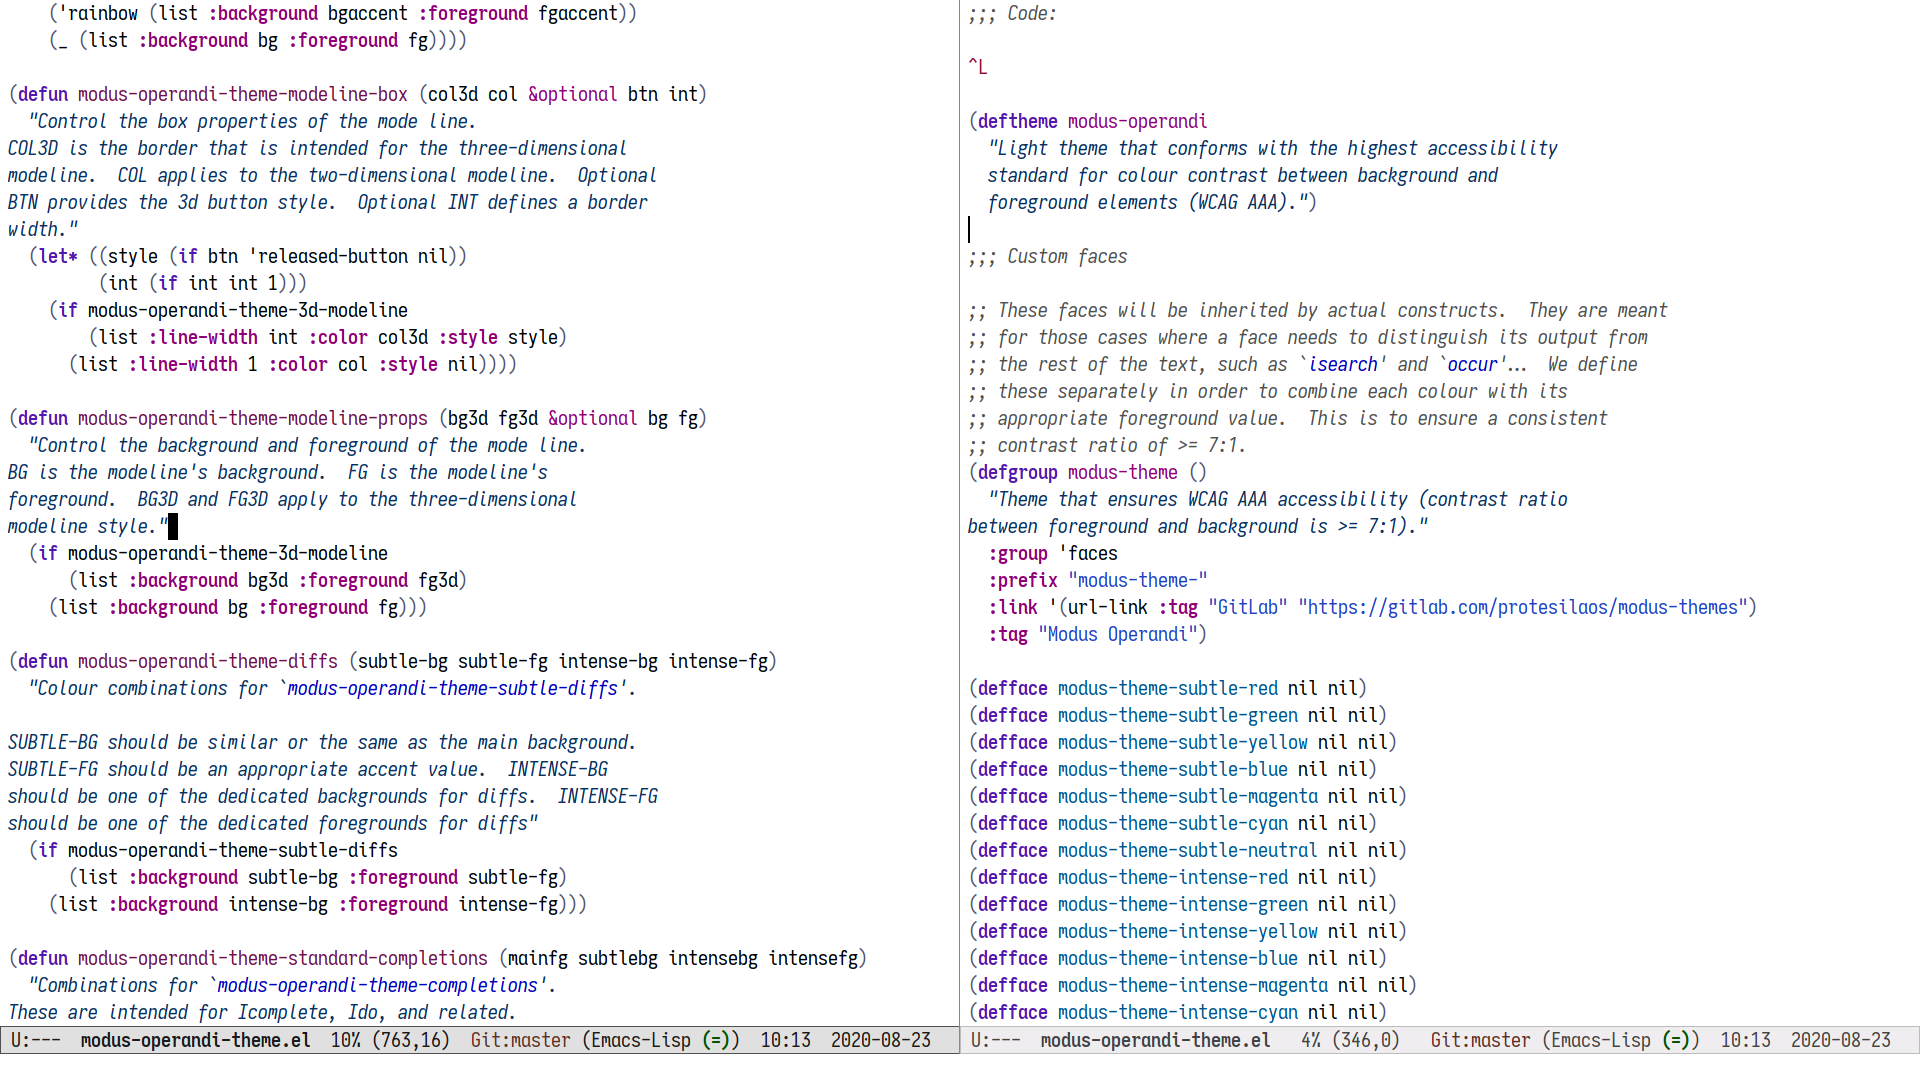 ('rainbow (list :background bgaccent :foreground fgaccent))
    (_ (list :background bg :foreground fg))))

(defun modus-operandi-theme-modeline-box (col3d col &optional btn int)
  "Control the box properties of the mode line.
COL3D is the border that is intended for the three-dimensional
modeline.  COL applies to the two-dimensional modeline.  Optional
BTN provides the 3d button style.  Optional INT defines a border
width."
  (let* ((style (if btn 'released-button nil))
         (int (if int int 1)))
    (if modus-operandi-theme-3d-modeline
        (list :line-width int :color col3d :style style)
      (list :line-width 1 :color col :style nil))))

(defun modus-operandi-theme-modeline-props (bg3d fg3d &optional bg fg)
  "Control the background and foreground of the mode line.
BG is the modeline's background.  FG is the modeline's
foreground.  BG3D and FG3D apply to the three-dimensional
modeline style."
  (if modus-operandi-theme-3d-modeline
      (list :background bg3d :foreground fg3d)
    (list :background bg :foreground fg)))

(defun modus-operandi-theme-diffs (subtle-bg subtle-fg intense-bg intense-fg)
  "Colour combinations for `modus-operandi-theme-subtle-diffs'.

SUBTLE-BG should be similar or the same as the main background.
SUBTLE-FG should be an appropriate accent value.  INTENSE-BG
should be one of the dedicated backgrounds for diffs.  INTENSE-FG
should be one of the dedicated foregrounds for diffs"
  (if modus-operandi-theme-subtle-diffs
      (list :background subtle-bg :foreground subtle-fg)
    (list :background intense-bg :foreground intense-fg)))

(defun modus-operandi-theme-standard-completions (mainfg subtlebg intensebg intensefg)
  "Combinations for `modus-operandi-theme-completions'.
These are intended for Icomplete, Ido, and related.
U:---  modus-operandi-theme.el  10% (763,16)  Git:master (Emacs-Lisp (=))  10:13  2020-08-23
;;; Code:

^L

(deftheme modus-operandi
  "Light theme that conforms with the highest accessibility
  standard for colour contrast between background and
  foreground elements (WCAG AAA).")

;;; Custom faces

;; These faces will be inherited by actual constructs.  They are meant
;; for those cases where a face needs to distinguish its output from
;; the rest of the text, such as `isearch' and `occur'...  We define
;; these separately in order to combine each colour with its
;; appropriate foreground value.  This is to ensure a consistent
;; contrast ratio of >= 7:1.
(defgroup modus-theme ()
  "Theme that ensures WCAG AAA accessibility (contrast ratio
between foreground and background is >= 7:1)."
  :group 'faces
  :prefix "modus-theme-"
  :link '(url-link :tag "GitLab" "https://gitlab.com/protesilaos/modus-themes")
  :tag "Modus Operandi")

(defface modus-theme-subtle-red nil nil)
(defface modus-theme-subtle-green nil nil)
(defface modus-theme-subtle-yellow nil nil)
(defface modus-theme-subtle-blue nil nil)
(defface modus-theme-subtle-magenta nil nil)
(defface modus-theme-subtle-cyan nil nil)
(defface modus-theme-subtle-neutral nil nil)
(defface modus-theme-intense-red nil nil)
(defface modus-theme-intense-green nil nil)
(defface modus-theme-intense-yellow nil nil)
(defface modus-theme-intense-blue nil nil)
(defface modus-theme-intense-magenta nil nil)
(defface modus-theme-intense-cyan nil nil)
U:---  modus-operandi-theme.el   4% (346,0)   Git:master (Emacs-Lisp (=))  10:13  2020-08-23